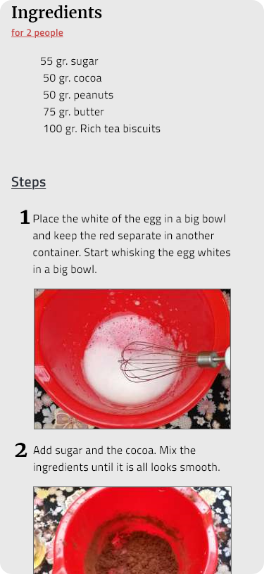 Ingredients
for 2 people
55 gr. sugar
50 gr. cocoa
50 gr. peanuts
75 gr. butter
100 gr. Rich tea biscuits
Steps
1 Place the white of the egg in a big bowl
and keep the red separate in another
container. Start whisking the egg whites
in a big bowl.
2 Add sugar and the cocoa. Mix the
ingredients until it is all looks smooth.